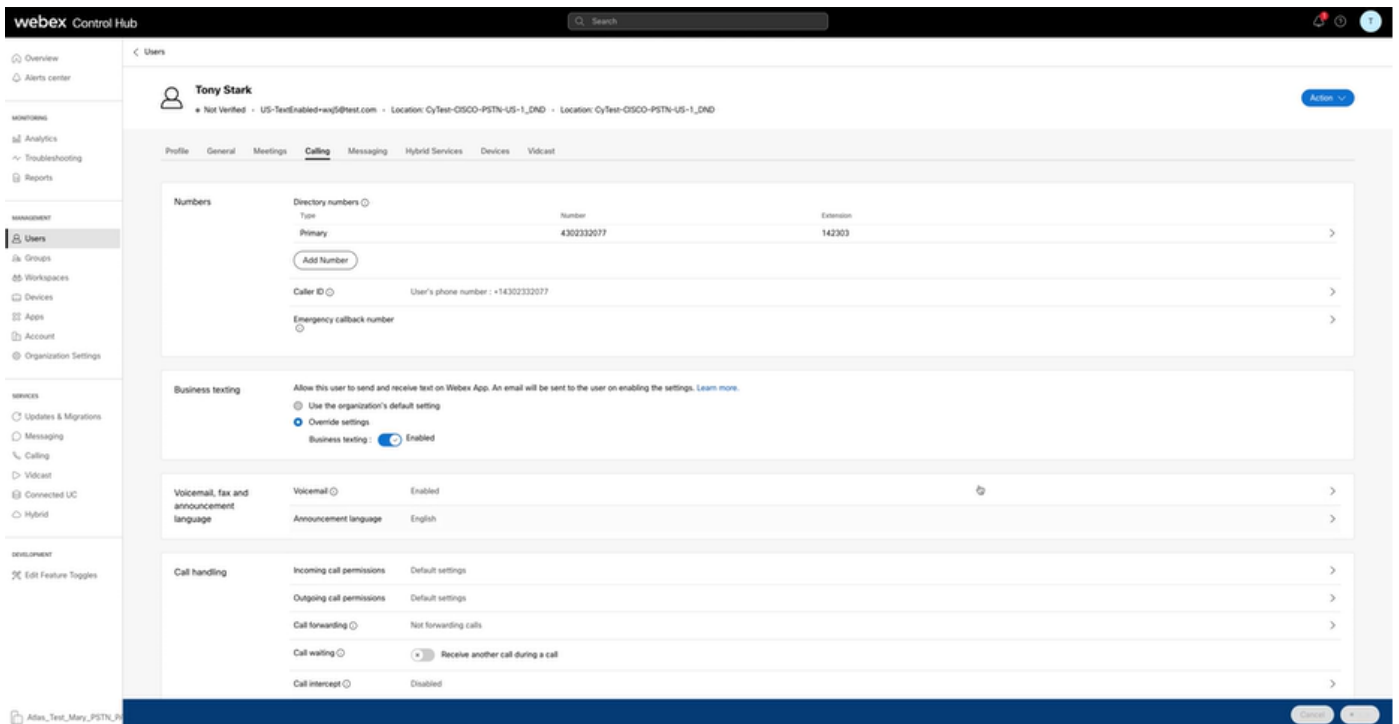 webex Control Hub
Search
T
Overview
Alerts center
MONITORING
Analytics
Troubleshooting
Reports
MANAGEMENT
Users
Groups
Workspaces
Devices
Apps
Account
Organization Settings
SERVICES
Updates & Migrations
Messaging
Calling
Vidcast
Connected UC
Hybrid
DEVELOPMENT
Edit Feature Toggles
Atlas_Test_Mary_PSTN_P
Users
Tony Stark
Not Verified • US-TextEnabled+wxj5@test.com • Location: CyTest-CISCO-PSTN-US-1_DND • Location: CyTest-CISCO-PSTN-US-1_DND
Action
Profile General Meetings Calling Messaging Hybrid Services Devices Vidcast
Numbers
Directory numbers
Type Number Extension
Primary 4302332077 142303
Add Number
Caller ID User's phone number : +14302332077
Emergency callback number
Business texting
Allow this user to send and receive text on Webex App. An email will be sent to the user on enabling the settings. Learn more.
Use the organization's default setting
Override settings
Business texting : Enabled
Voicemail, fax and
announcement
language
Voicemail Enabled
Announcement language English
Call handling
Incoming call permissions Default settings
Outgoing call permissions Default settings
Call forwarding Not forwarding calls
Call waiting Receive another call during a call
Call intercept Disabled
Cancel